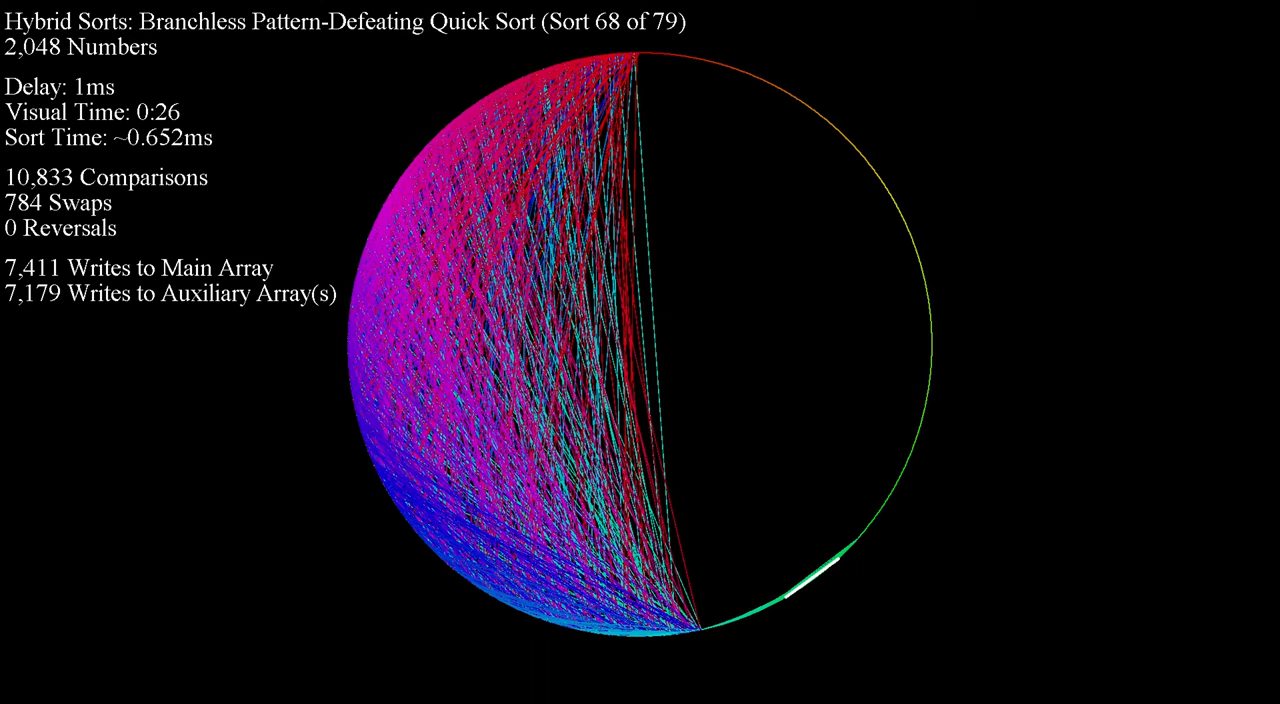 Hybrid Sorts: Branchless Pattern-Defeating Quick Sort (Sort 68 of 79)
2,048 Numbers
Delay: 1ms
Visual Time: 0:26
Sort Time: ~0.652ms
10,833 Comparisons
784 Swaps
0 Reversals
7,411 Writes to Main Array
7,179 Writes to Auxiliary Array(s)